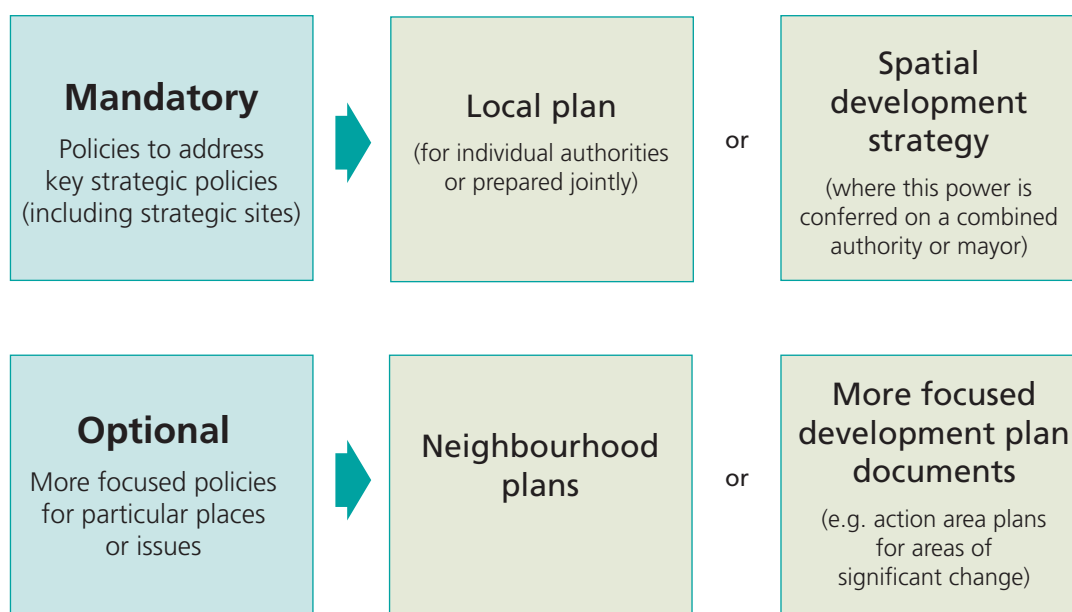 Mandatory
Policies to address
key strategic policies
(including strategic sites)
Local plan
(for individual authorities
or prepared jointly)
or
Spatial
development
strategy
(where this power is
conferred on a combined
authority or mayor)
Optional
More focused policies
for particular places
or issues
Neighbourhood
plans
or
More focused
development plan
documents
(e.g. action area plans
for areas of
significant change)